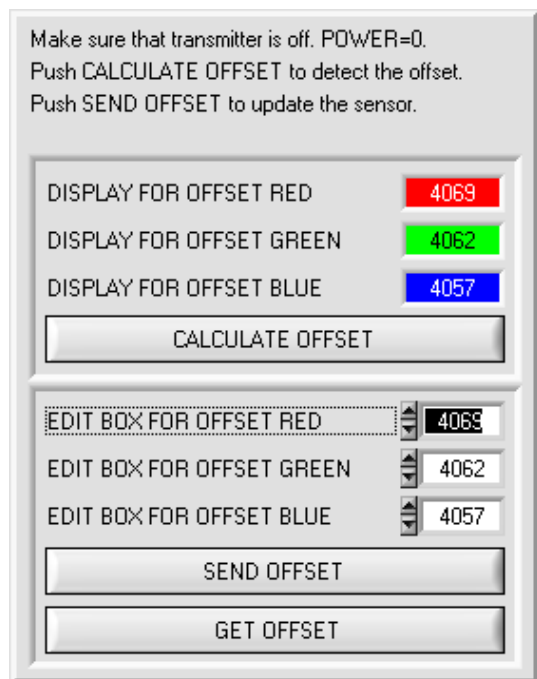 Make sure that transmitter is off. POWER=0.
Push CALCULATE OFFSET to detect the offset.
Push SEND OFFSET to update the sensor.
DISPLAY FOR OFFSET RED 4069
DISPLAY FOR OFFSET GREEN 4062
DISPLAY FOR OFFSET BLUE 4057
CALCULATE OFFSET
EDIT BOX FOR OFFSET RED 4069
EDIT BOX FOR OFFSET GREEN 4062
EDIT BOX FOR OFFSET BLUE 4057
SEND OFFSET
GET OFFSET